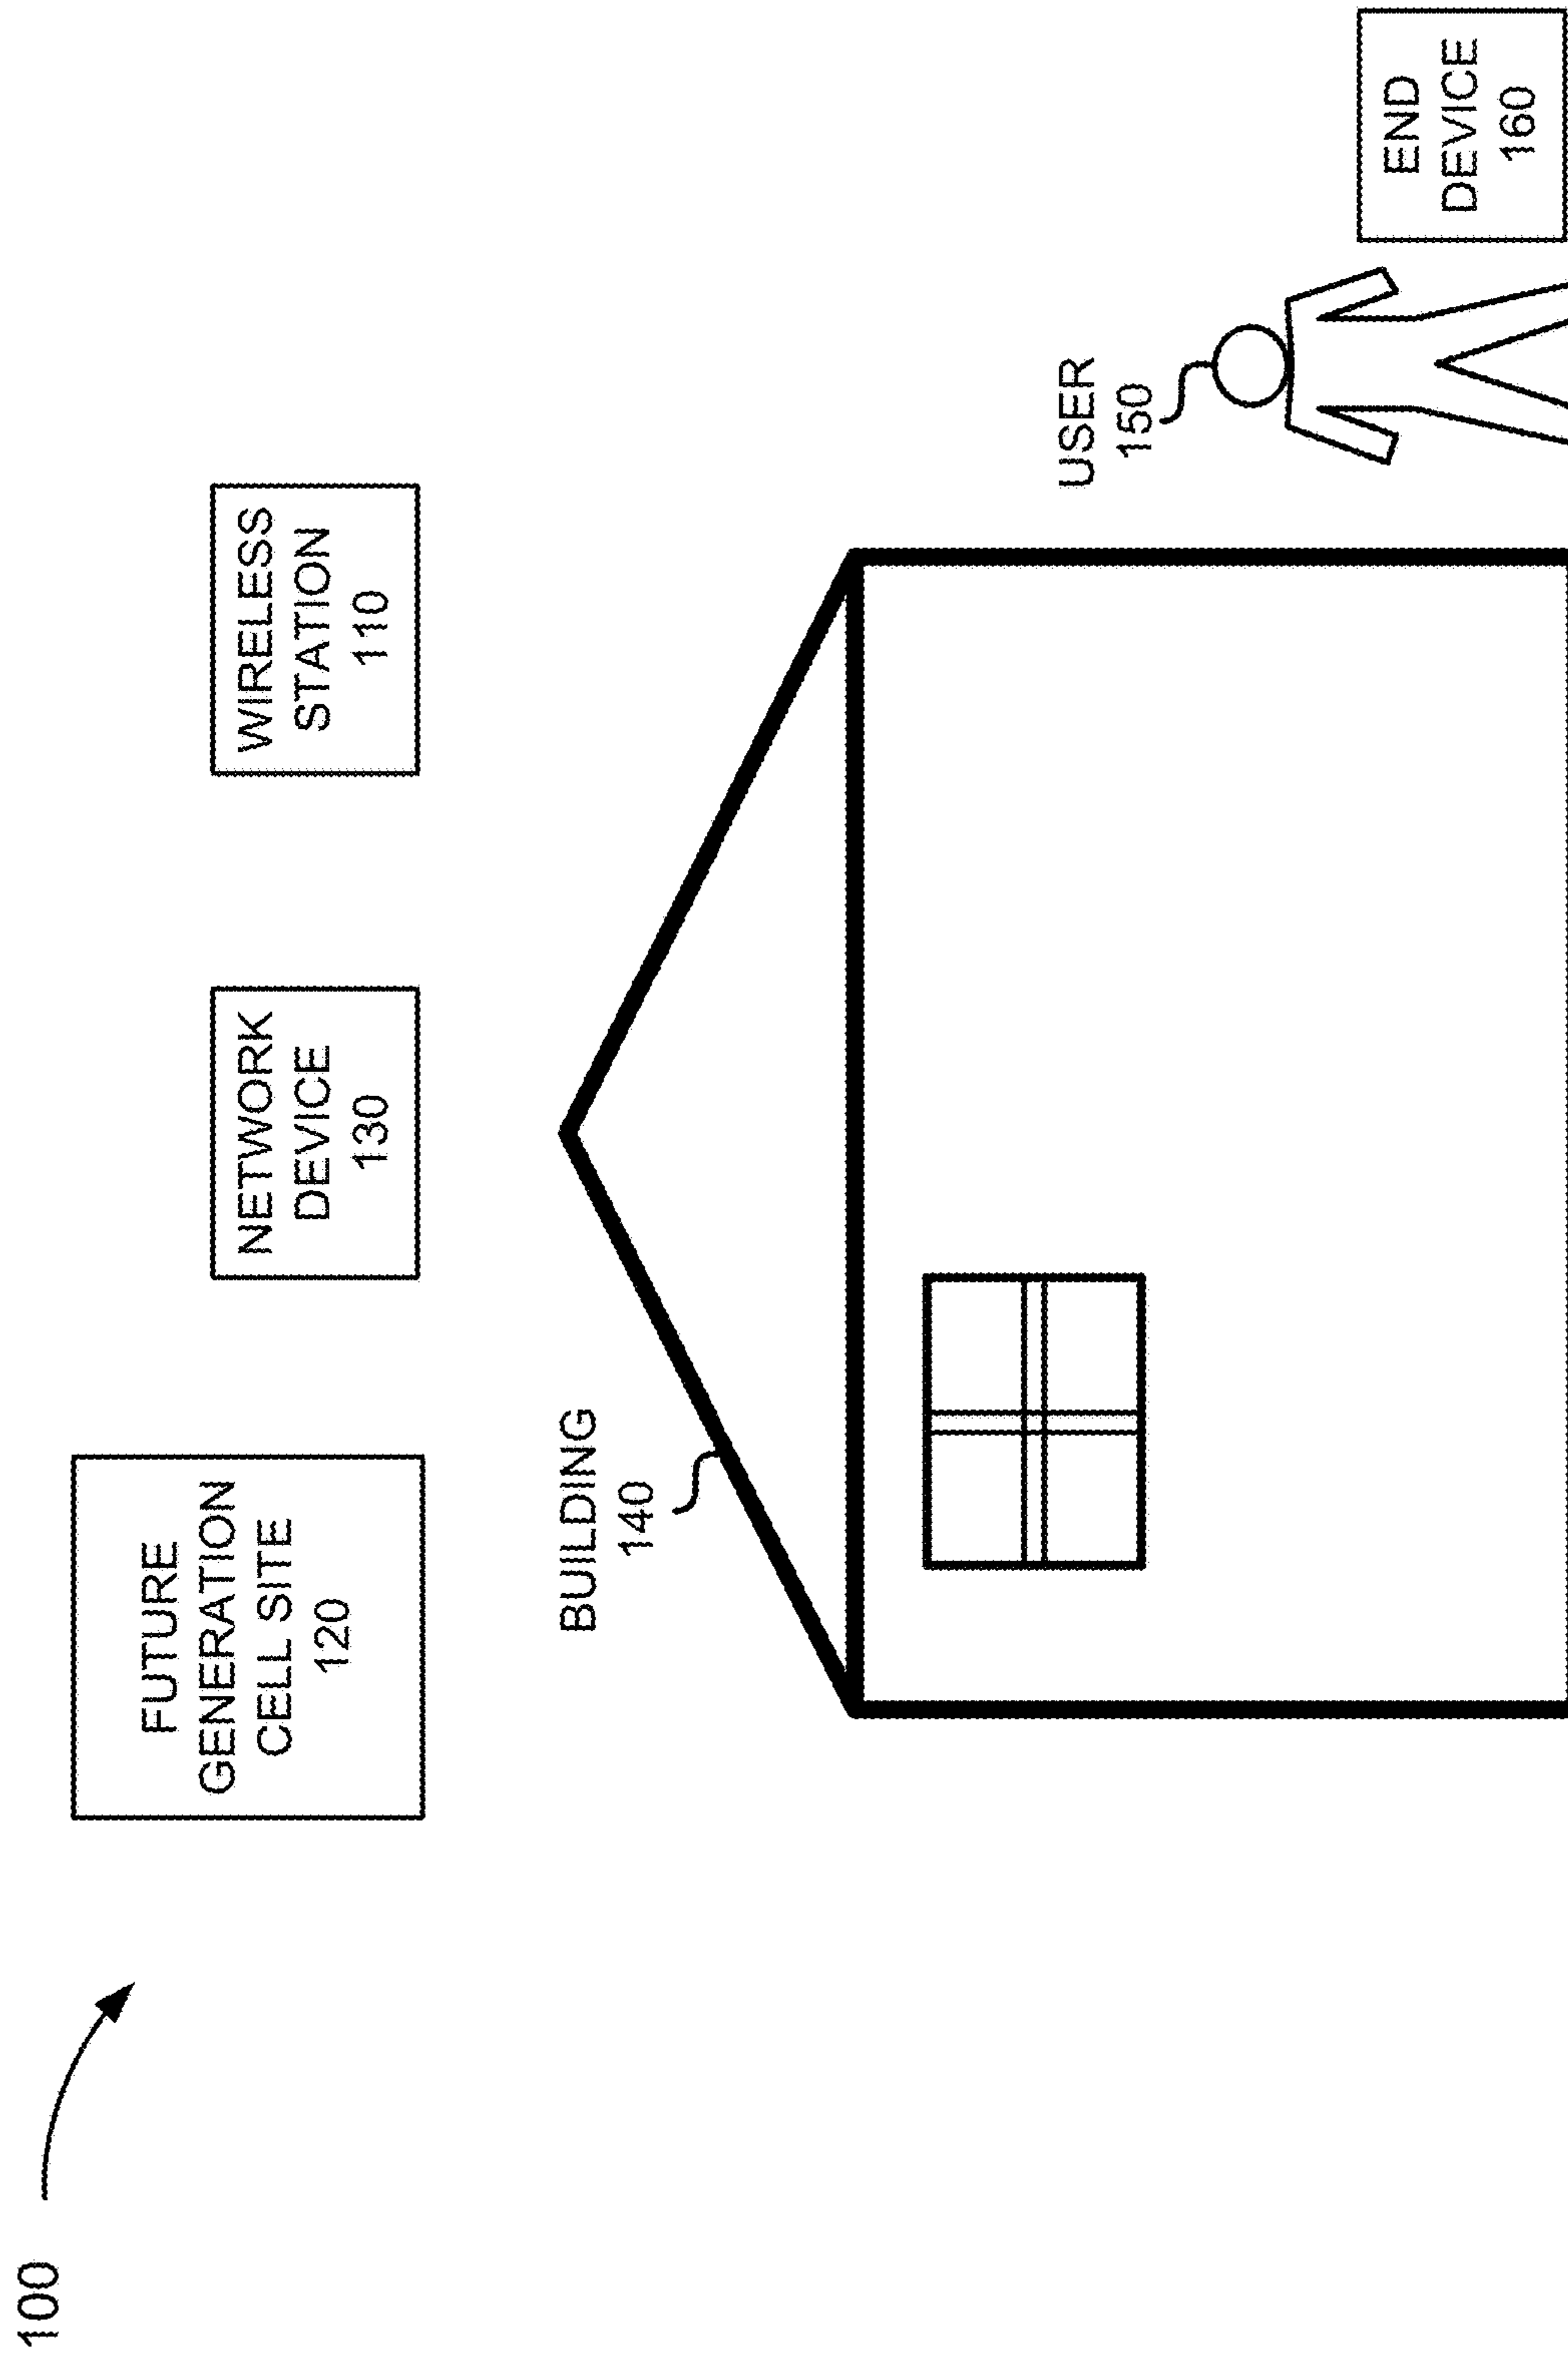 100
FUTURE
GENERATION
CELL SITE
120
NETWORK
DEVICE
130
WIRELESS
STATION
110
BUILDING
140
USER
150
END
DEVICE
160